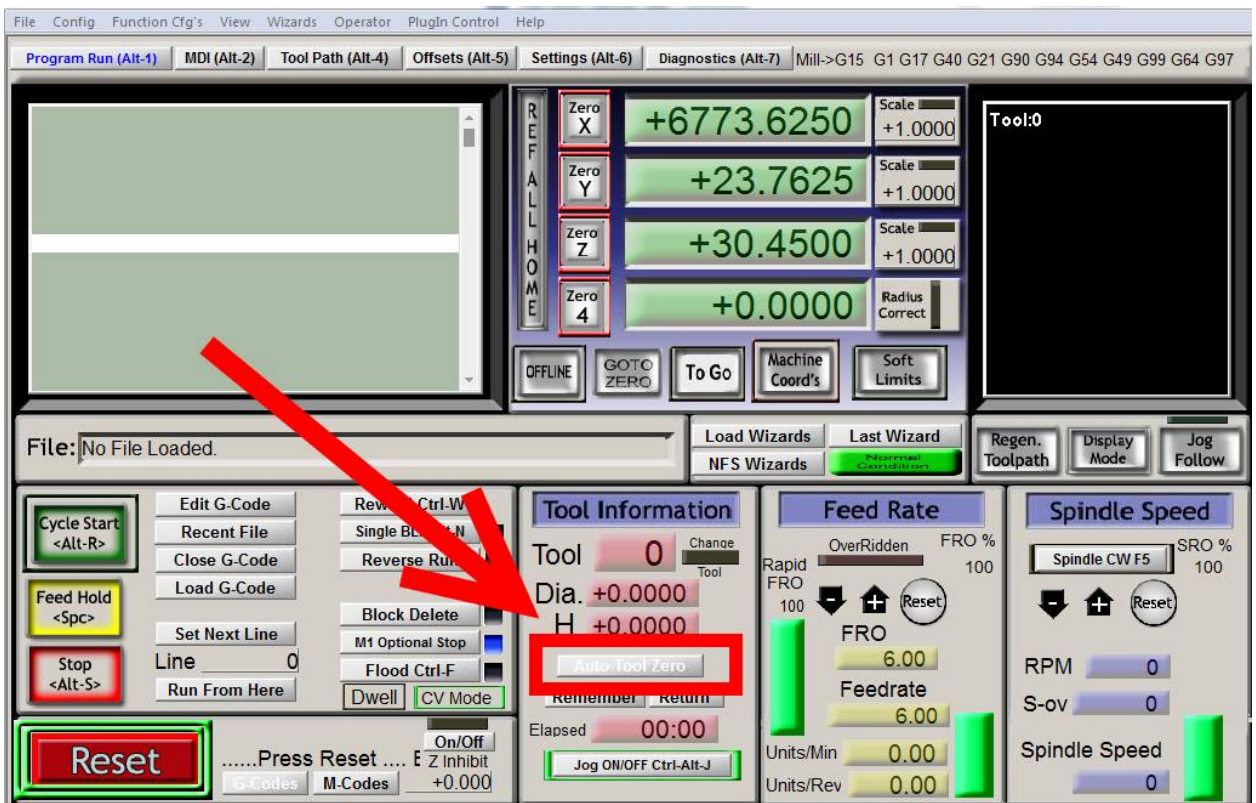 File Config Function Cfg's View Wizards Operator PlugIn Control Help
Program Run (Alt-1) MDI (Alt-2) Tool Path (Alt-4) Offsets (Alt-5) Settings (Alt-6) Diagnostics (Alt-7) Mill->G15 G1 G17 G40 G21 G90 G94 G54 G49 G99 G64 G97
REF ALL HOME
Zero X +6773.6250 Scale +1.0000
Zero Y +23.7625 Scale +1.0000
Zero Z +30.4500 Scale +1.0000
Zero 4 +0.0000 Radius Correct
OFFLINE GOTO ZERO To Go Machine Coord's Soft Limits
Tool:0
File: No File Loaded.
Load Wizards Last Wizard
NFS Wizards Normal Condition
Regen. Toolpath Display Mode Jog Follow
Cycle Start <Alt-R>
Feed Hold <Spc>
Stop <Alt-S>
Edit G-Code
Recent File
Close G-Code
Load G-Code
Set Next Line
Line 0
Run From Here
Ctrl-W
Single
Reverse
Block Delete
M1 Optional Stop
Flood Ctrl-F
Dwell CV Mode
Reset
......Press Reset ....
G-Codes M-Codes
On/Off
Z Inhibit
+0.000
Tool Information
Tool 0 Change Tool
Dia. +0.0000
H +0.0000
Auto Tool Zero
Remember Return
Elapsed 00:00
Jog ON/OFF Ctrl-Alt-J
Feed Rate
OverRidden FRO %
100
Rapid FRO
100
Reset
FRO
6.00
Feedrate
6.00
Units/Min 0.00
Units/Rev 0.00
Spindle Speed
Spindle CW F5 SRO %
100
Reset
RPM 0
S-ov 0
Spindle Speed
0